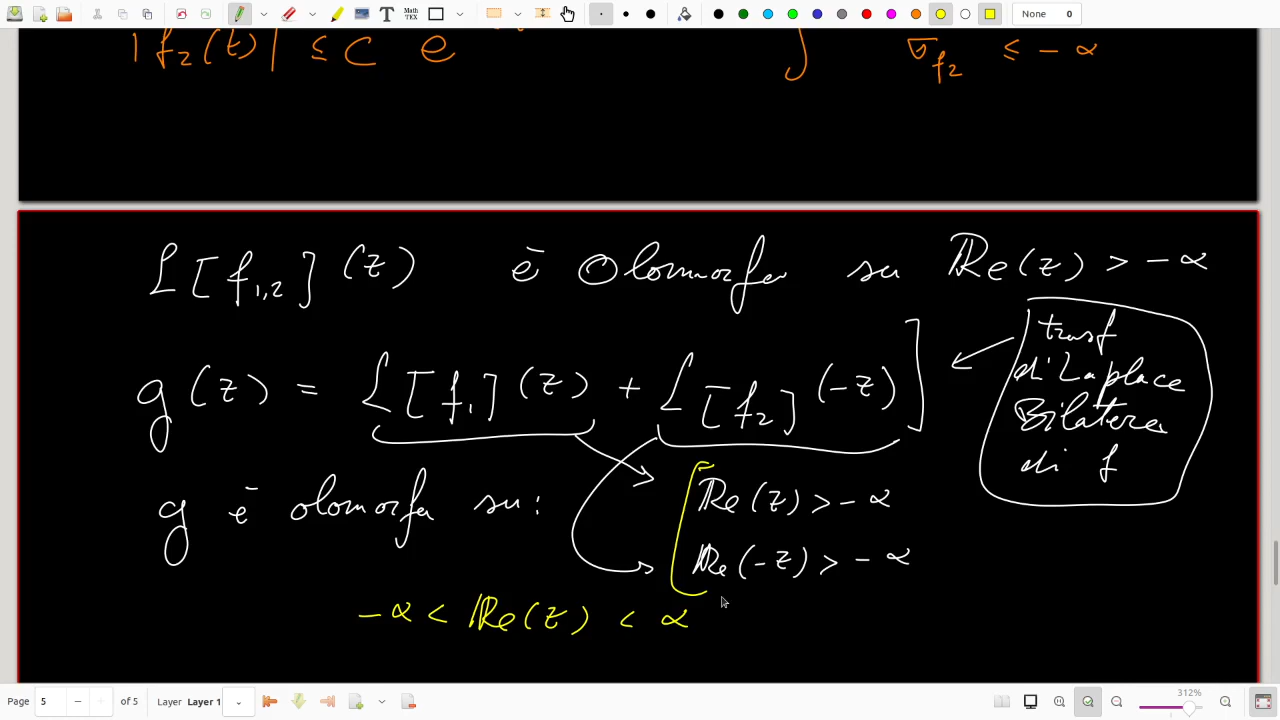 None 0
|f₂(t)| ≤ C e
σ_f₂ ≤ -α
L[f₁,₂](z) è Olomorfa su Re(z) > -α
g(z) = L[f₁](z) + L[f₂](-z)
trasf
di Laplace
Bilatera
di f
g è olomorfa su:
Re(z) > -α
Re(-z) > -α
-α < Re(z) < α
Page 5 of 5 Layer Layer 1 312%